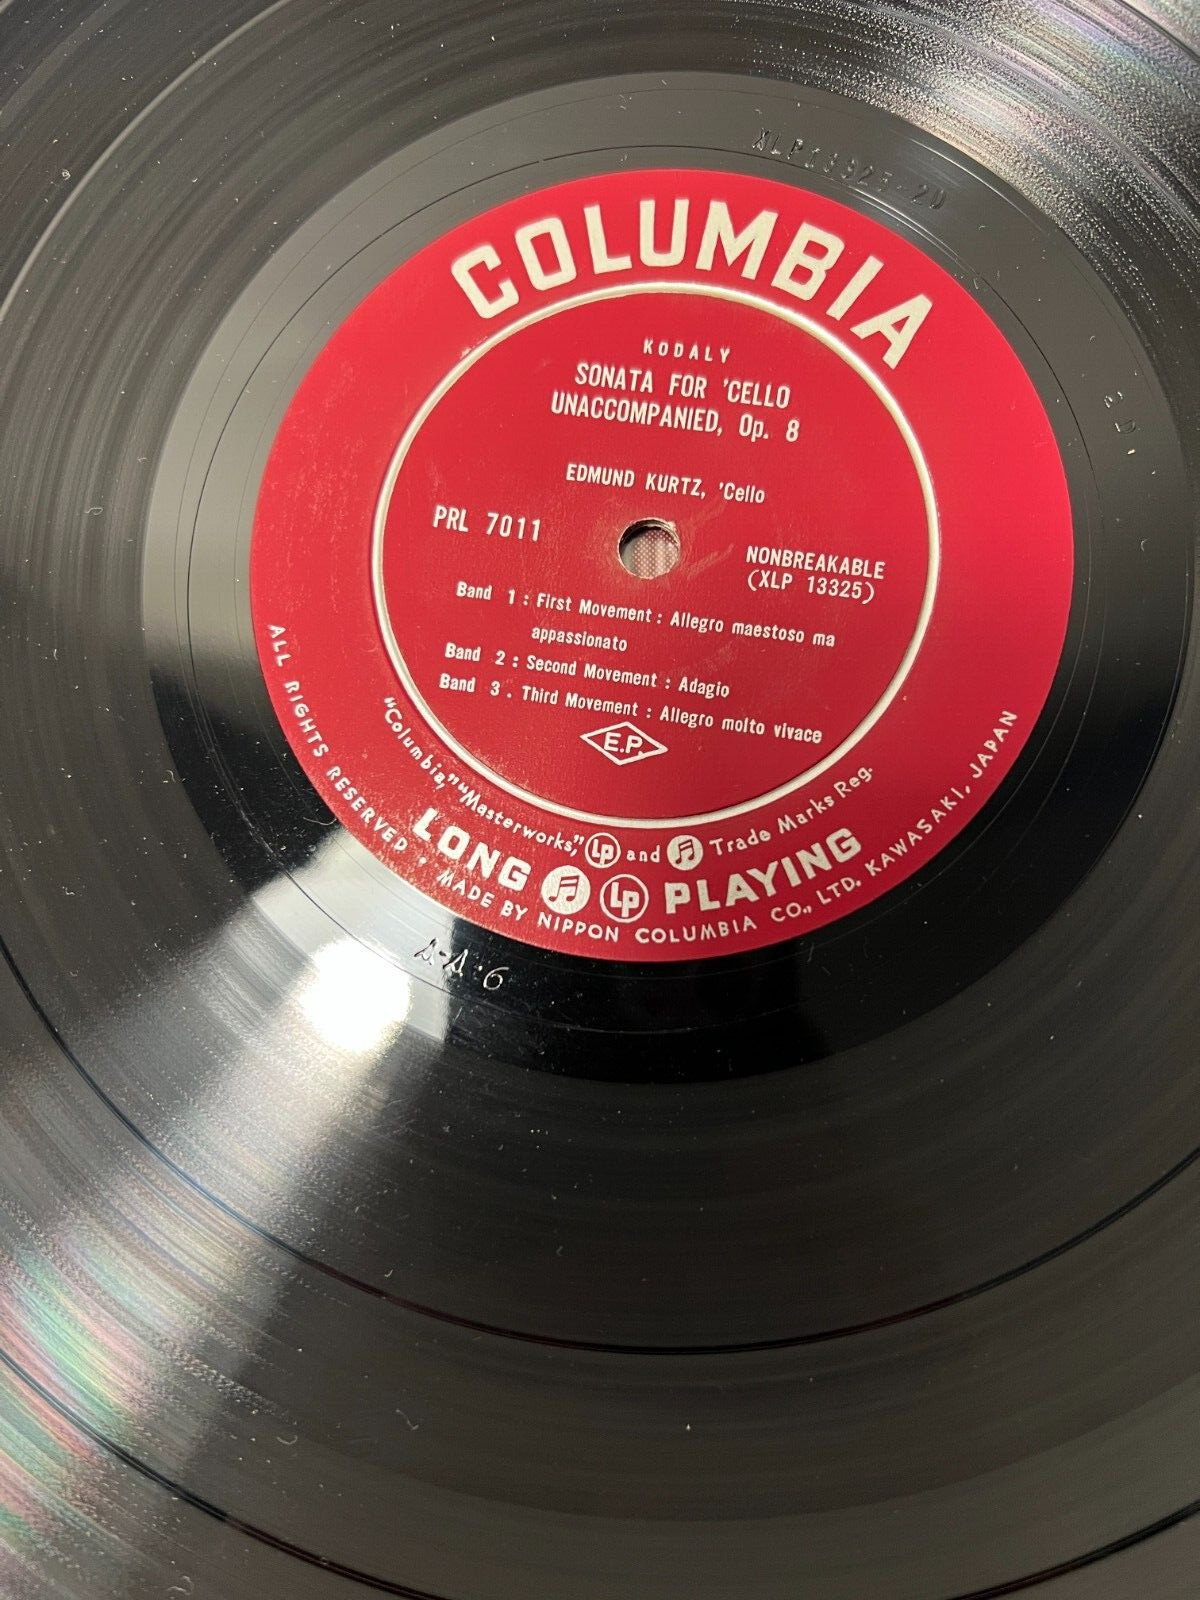 COLUMBIA
KODALY
SONATA FOR 'CELLO
UNACCOMPANIED, Op. 8
EDMUND KURTZ, 'Cello
PRL 7011
NONBREAKABLE
(XLP 13325)
Band 1 : First Movement : Allegro maestoso ma
appassionato
Band 2 : Second Movement : Adagio
Band 3 . Third Movement : Allegro molto vivace
E.P.
"Columbia," "Masterworks," Lp and Trade Marks Reg.
LONG Lp PLAYING
ALL RIGHTS RESERVED • MADE BY NIPPON COLUMBIA CO., LTD. KAWASAKI, JAPAN
A-A-6